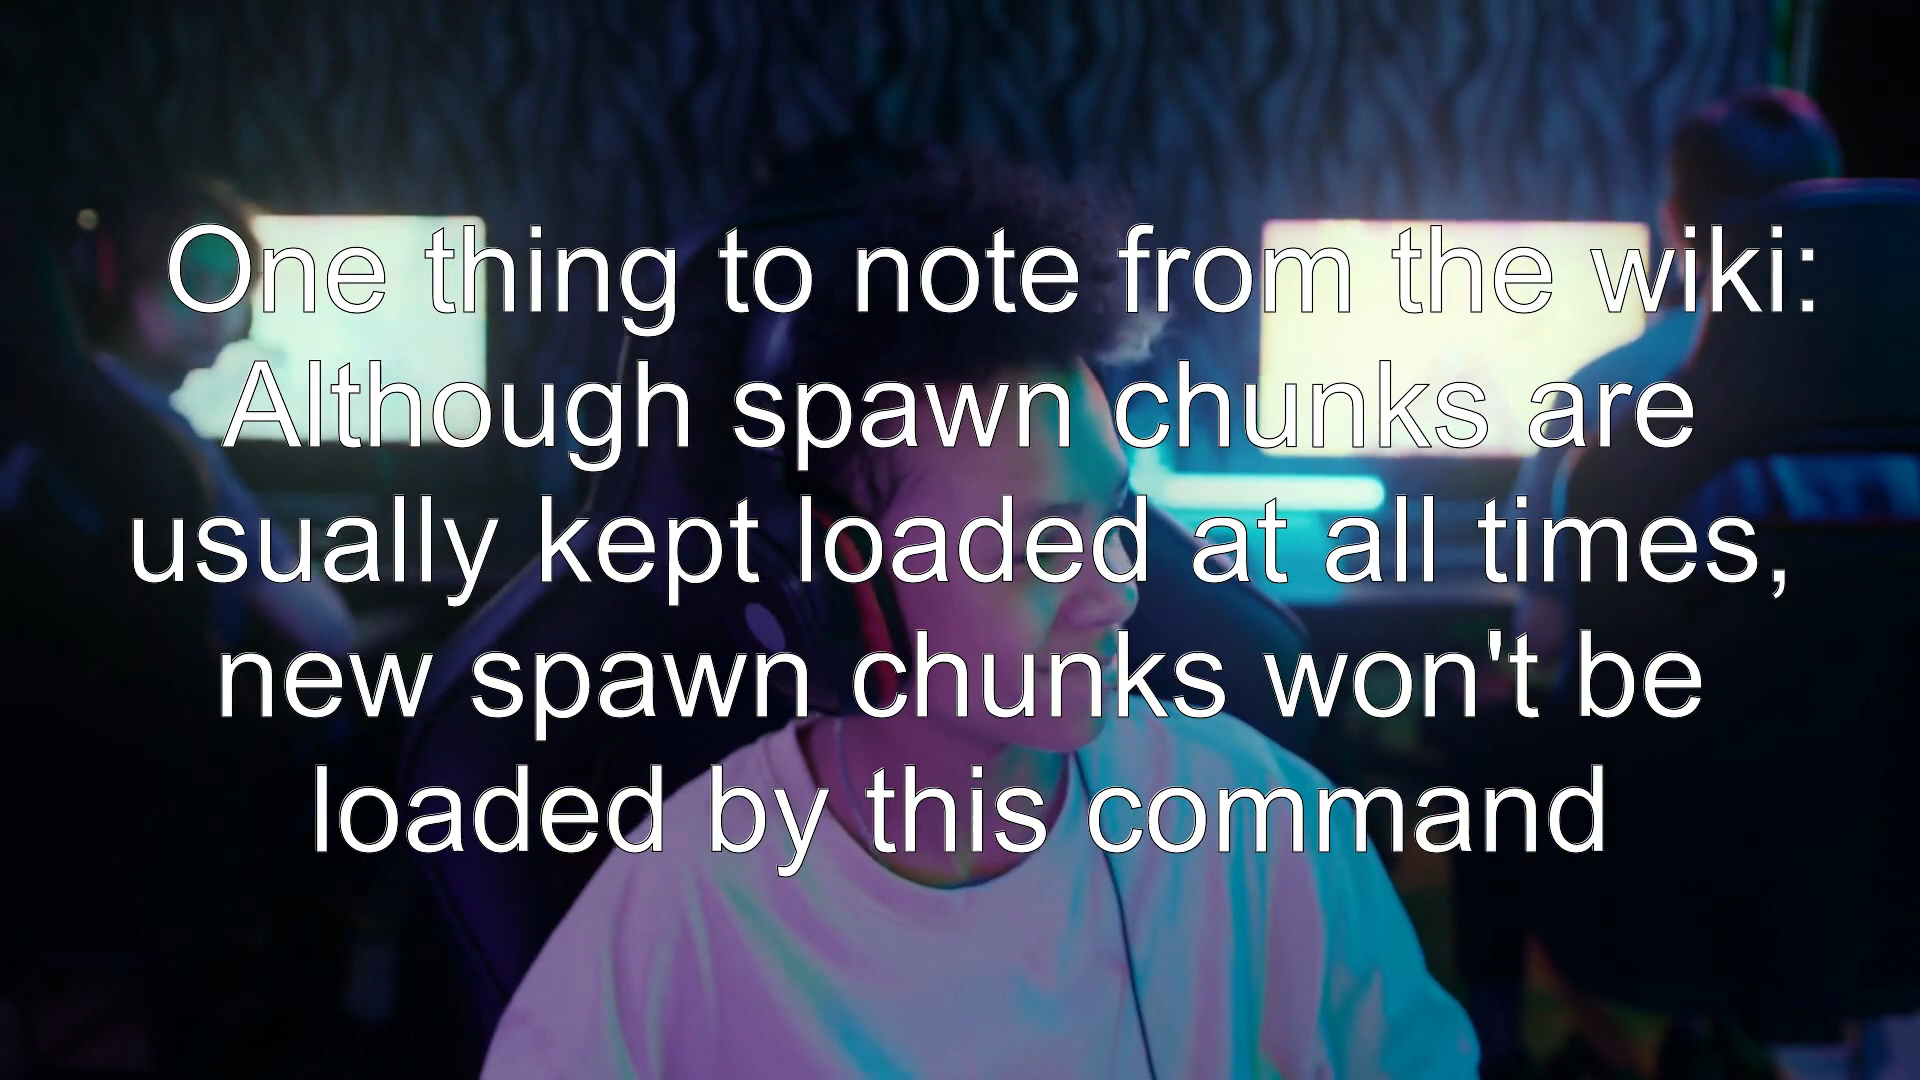 One thing to note from the wiki:
Although spawn chunks are
usually kept loaded at all times,
new spawn chunks won't be
loaded by this command